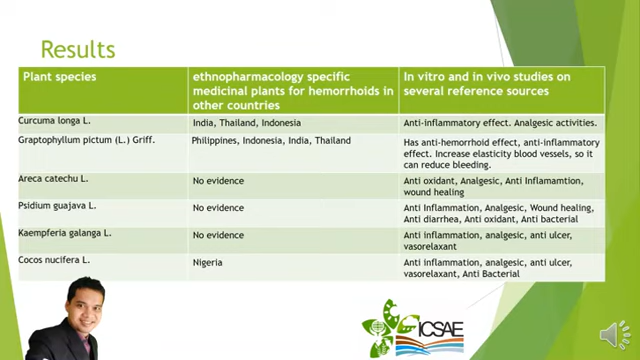 Results
Plant species
ethnopharmacology specific
medicinal plants for hemorrhoids in
other countries
In vitro and in vivo studies on
several reference sources
Curcuma longa L.
India, Thailand, Indonesia
Anti-inflammatory effect. Analgesic activities.
Graptophyllum pictum (L.) Griff.
Philippines, Indonesia, India, Thailand
Has anti-hemorrhoid effect, anti-inflammatory
effect. Increase elasticity blood vessels, so it
can reduce bleeding.
Areca catechu L.
No evidence
Anti oxidant, Analgesic, Anti Inflamamtion,
wound healing
Psidium guajava L.
No evidence
Anti Inflammation, Analgesic, Wound healing,
Anti diarrhea, Anti oxidant, Anti bacterial
Kaempferia galanga L.
No evidence
Anti inflammation, analgesic, anti ulcer,
vasorelaxant
Cocos nucifera L.
Nigeria
Anti inflammation, analgesic, anti ulcer,
vasorelaxant, Anti Bacterial
ICSAE